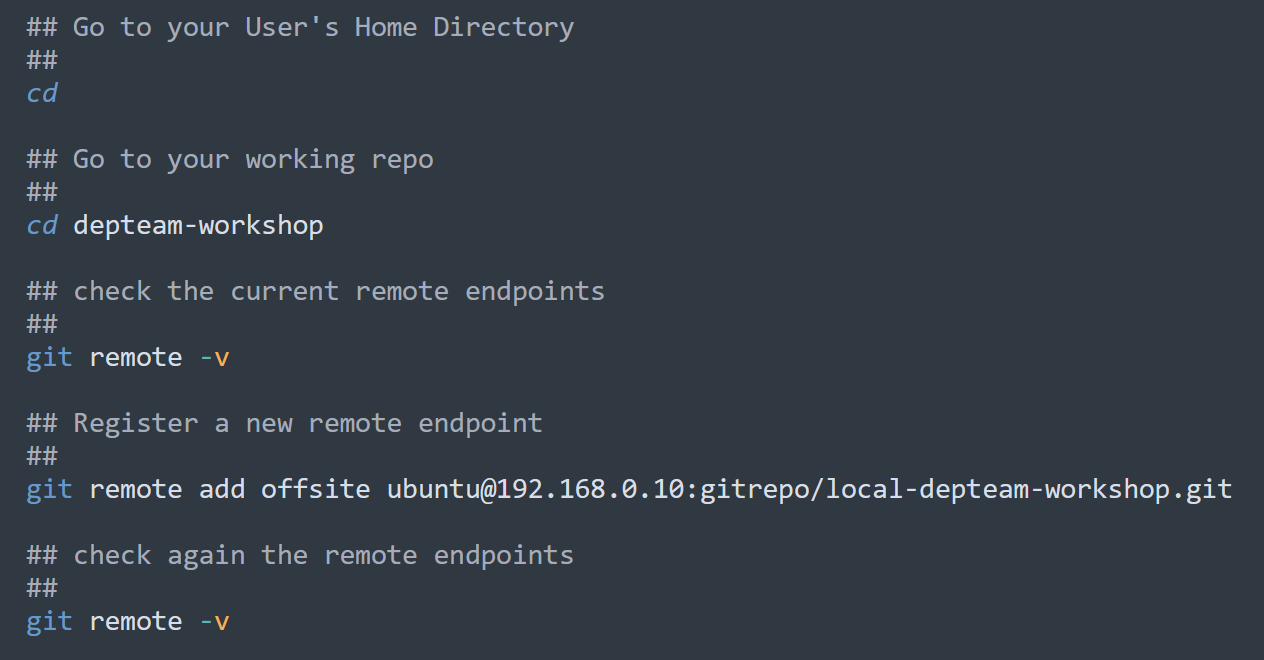 ## Go to your User's Home Directory
##
cd
## Go to your working repo
##
cd depteam-workshop
## check the current remote endpoints
##
git remote -v
## Register a new remote endpoint
##
git remote add offsite ubuntu@192.168.0.10:gitrepo/local-depteam-workshop.git
## check again the remote endpoints
##
git remote -v